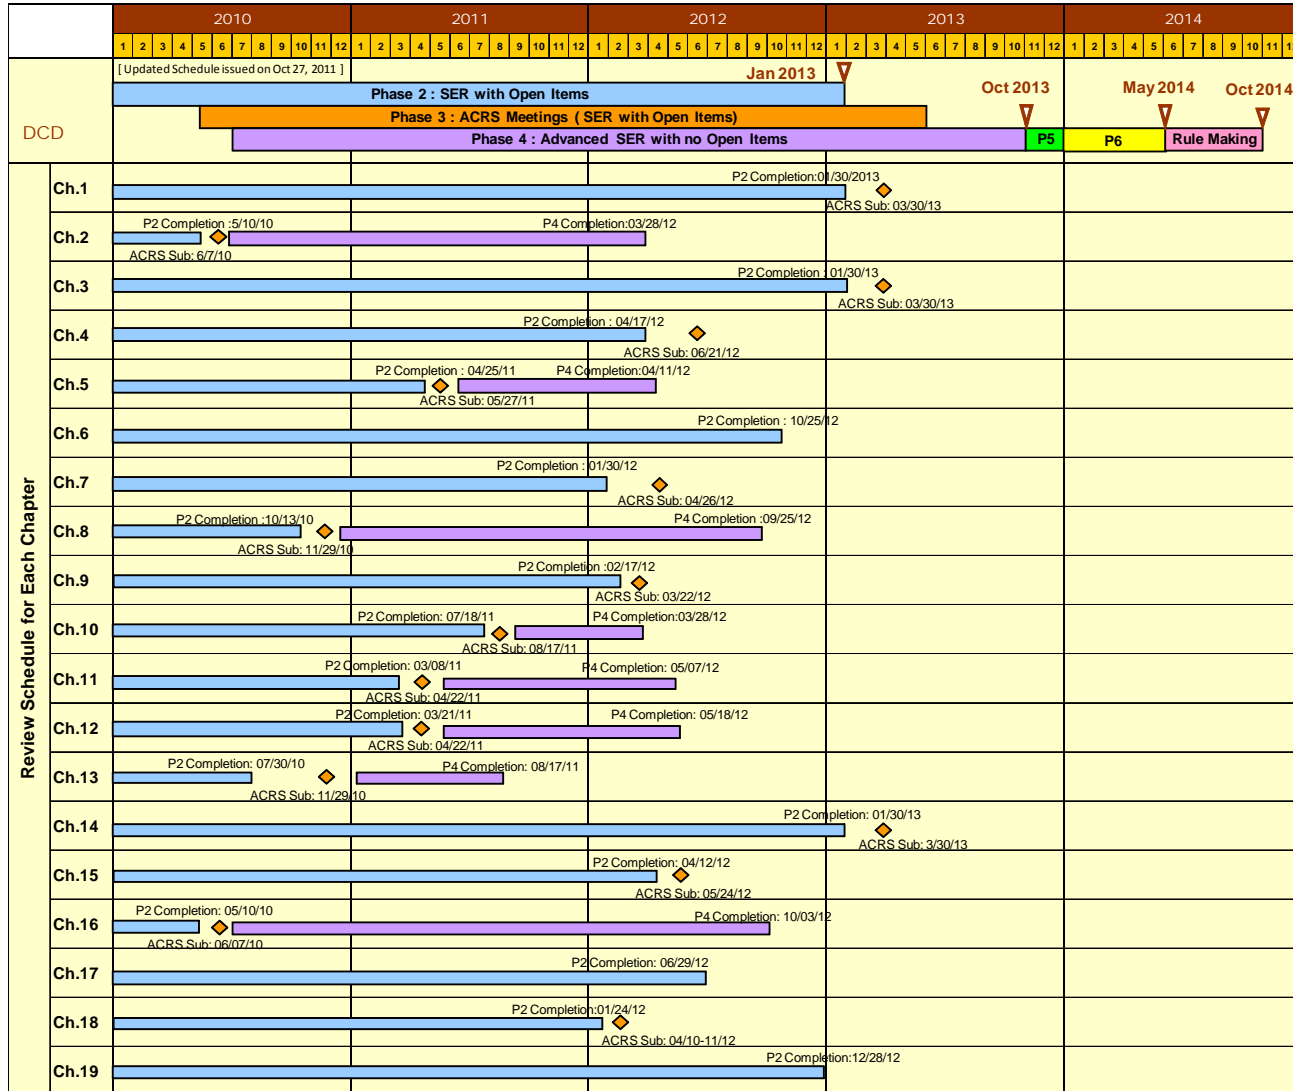 2010 2011 2012 2013 2014
1 2 3 4 5 6 7 8 9 10 11 12 1 2 3 4 5 6 7 8 9 10 11 12 1 2 3 4 5 6 7 8 9 10 11 12 1 2 3 4 5 6 7 8 9 10 11 12 1 2 3 4 5 6 7 8 9 10 11
[ Updated Schedule issued on Oct 27, 2011 ]
Jan 2013
Oct 2013
May 2014
Oct 2014
DCD
Phase 2 : SER with Open Items
Phase 3 : ACRS Meetings ( SER with Open Items)
Phase 4 : Advanced SER with no Open Items
P5
P6
Rule Making
Review Schedule for Each Chapter
Ch.1
P2 Completion:01/30/2013
ACRS Sub: 03/30/13
Ch.2
P2 Completion :5/10/10
P4 Completion:03/28/12
ACRS Sub: 6/7/10
Ch.3
P2 Completion : 01/30/13
ACRS Sub: 03/30/13
Ch.4
P2 Completion : 04/17/12
ACRS Sub: 06/21/12
Ch.5
P2 Completion : 04/25/11
P4 Completion:04/11/12
ACRS Sub: 05/27/11
Ch.6
P2 Completion : 10/25/12
Ch.7
P2 Completion : 01/30/12
ACRS Sub: 04/26/12
Ch.8
P2 Completion :10/13/10
P4 Completion :09/25/12
ACRS Sub: 11/29/10
Ch.9
P2 Completion :02/17/12
ACRS Sub: 03/22/12
Ch.10
P2 Completion: 07/18/11
P4 Completion:03/28/12
ACRS Sub: 08/17/11
Ch.11
P2 Completion: 03/08/11
P4 Completion: 05/07/12
ACRS Sub: 04/22/11
Ch.12
P2 Completion: 03/21/11
P4 Completion: 05/18/12
ACRS Sub: 04/22/11
Ch.13
P2 Completion: 07/30/10
P4 Completion: 08/17/11
ACRS Sub: 11/29/10
Ch.14
P2 Completion: 01/30/13
ACRS Sub: 3/30/13
Ch.15
P2 Completion: 04/12/12
ACRS Sub: 05/24/12
Ch.16
P2 Completion: 05/10/10
P4 Completion: 10/03/12
ACRS Sub: 06/07/10
Ch.17
P2 Completion: 06/29/12
Ch.18
P2 Completion:01/24/12
ACRS Sub: 04/10-11/12
Ch.19
P2 Completion:12/28/12